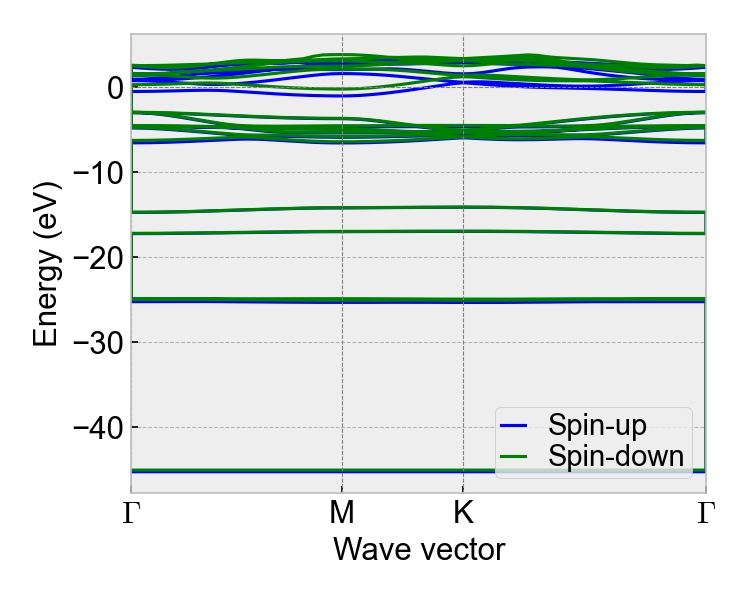 Energy (eV)
0
−10
−20
−30
−40
Spin-up
Spin-down
Γ
M
K
Γ
Wave vector